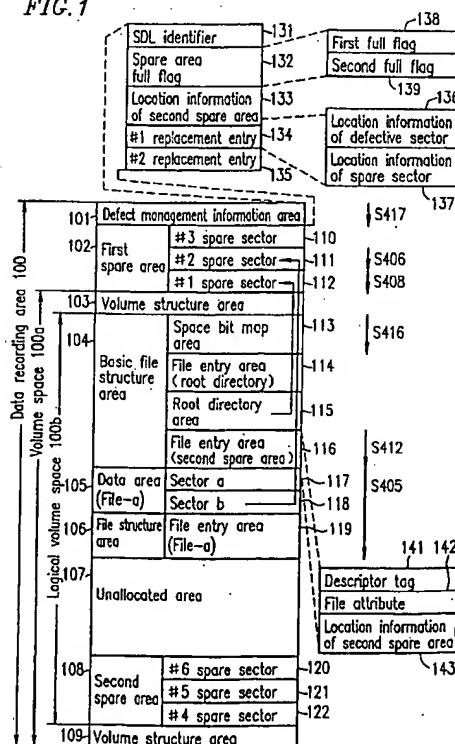 FIG. 1
SDL identifier
131
Spare area
full flag
132
Location information
of second spare area
133
#1 replacement entry
134
#2 replacement entry
135
138
First full flag
Second full flag
139
136
Location information
of defective sector
Location information
of spare sector
137
Data recording area 100
Volume space 100a
Logical volume space 100b
101
Defect management information area
S417
102
First
spare area
#3 spare sector
110
#2 spare sector
111
S406
#1 spare sector
112
S408
103
Volume structure area
104
Basic file
structure
area
Space bit map
area
113
S416
File entry area
(root directory)
114
Root directory
area
115
File entry area
(second spare area)
116
S412
105
Data area
(File-a)
Sector a
117
Sector b
118
S405
106
File structure
area
File entry area
(File-a)
119
107
Unallocated area
141
142
Descriptor tag
File attribute
Location information
of second spare area
143
108
Second
spare area
#6 spare sector
120
#5 spare sector
121
#4 spare sector
122
109
Volume structure area